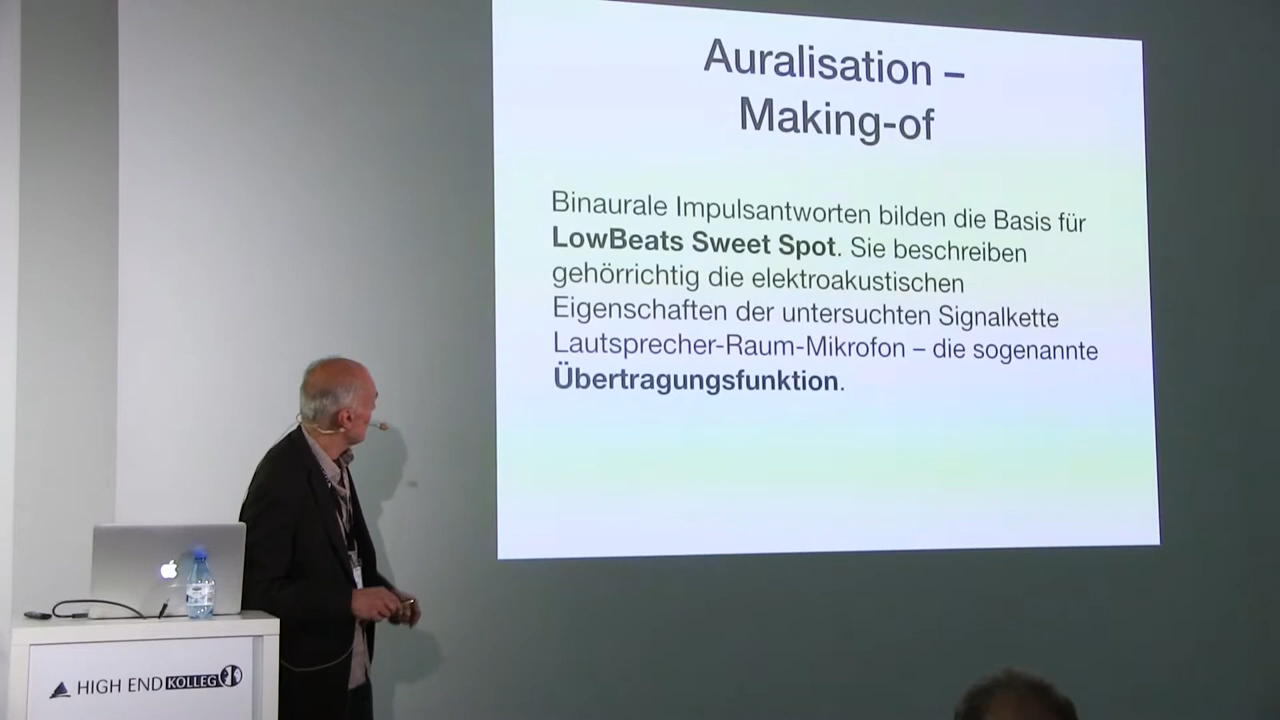 Auralisation –
Making-of
Binaurale Impulsantworten bilden die Basis für
LowBeats Sweet Spot. Sie beschreiben
gehörrichtig die elektroakustischen
Eigenschaften der untersuchten Signalkette
Lautsprecher-Raum-Mikrofon – die sogenannte
Übertragungsfunktion.
HIGH END KOLLEG